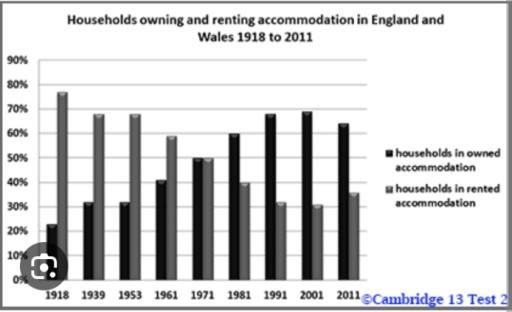 Households owning and renting accommodation in England and
Wales 1918 to 2011
90%
80%
70%
60%
50%
40%
30%
20%
10%
0%
households in owned
accommodation
households in rented
accommodation
1918 1939 1953 1961 1971 1981 1991 2001 2011
©Cambridge 13 Test 2